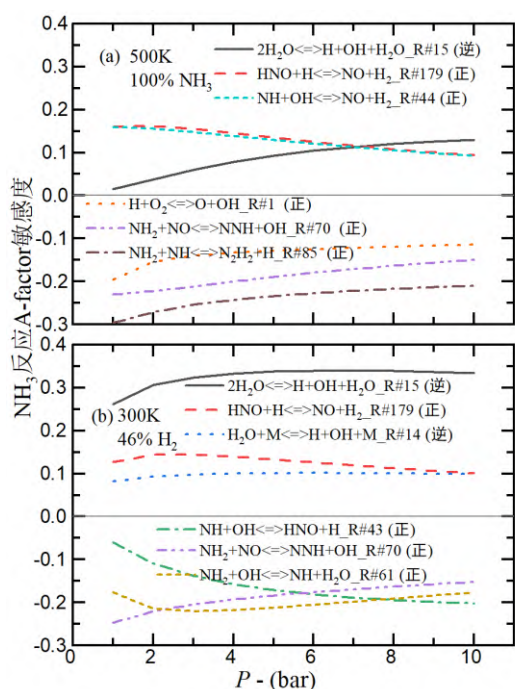 NH₃反应A-factor敏感度
0.4
0.3
0.2
0.1
0.0
-0.1
-0.2
-0.3
(a) 500K
100% NH₃
2H₂O<=>H+OH+H₂O_R#15 (逆)
HNO+H<=>NO+H₂_R#179 (正)
NH+OH<=>NO+H₂_R#44 (正)
H+O₂<=>O+OH_R#1 (正)
NH₂+NO<=>NNH+OH_R#70 (正)
NH₂+NH<=>N₂H₂+H_R#85 (正)
0.4
0.3
0.2
0.1
0.0
-0.1
-0.2
-0.3
2H₂O<=>H+OH+H₂O_R#15 (逆)
(b) 300K
46% H₂
HNO+H<=>NO+H₂_R#179 (正)
H₂O+M<=>H+OH+M_R#14 (逆)
NH+OH<=>HNO+H_R#43 (正)
NH₂+NO<=>NNH+OH_R#70 (正)
NH₂+OH<=>NH+H₂O_R#61 (正)
0 2 4 6 8 10
P - (bar)